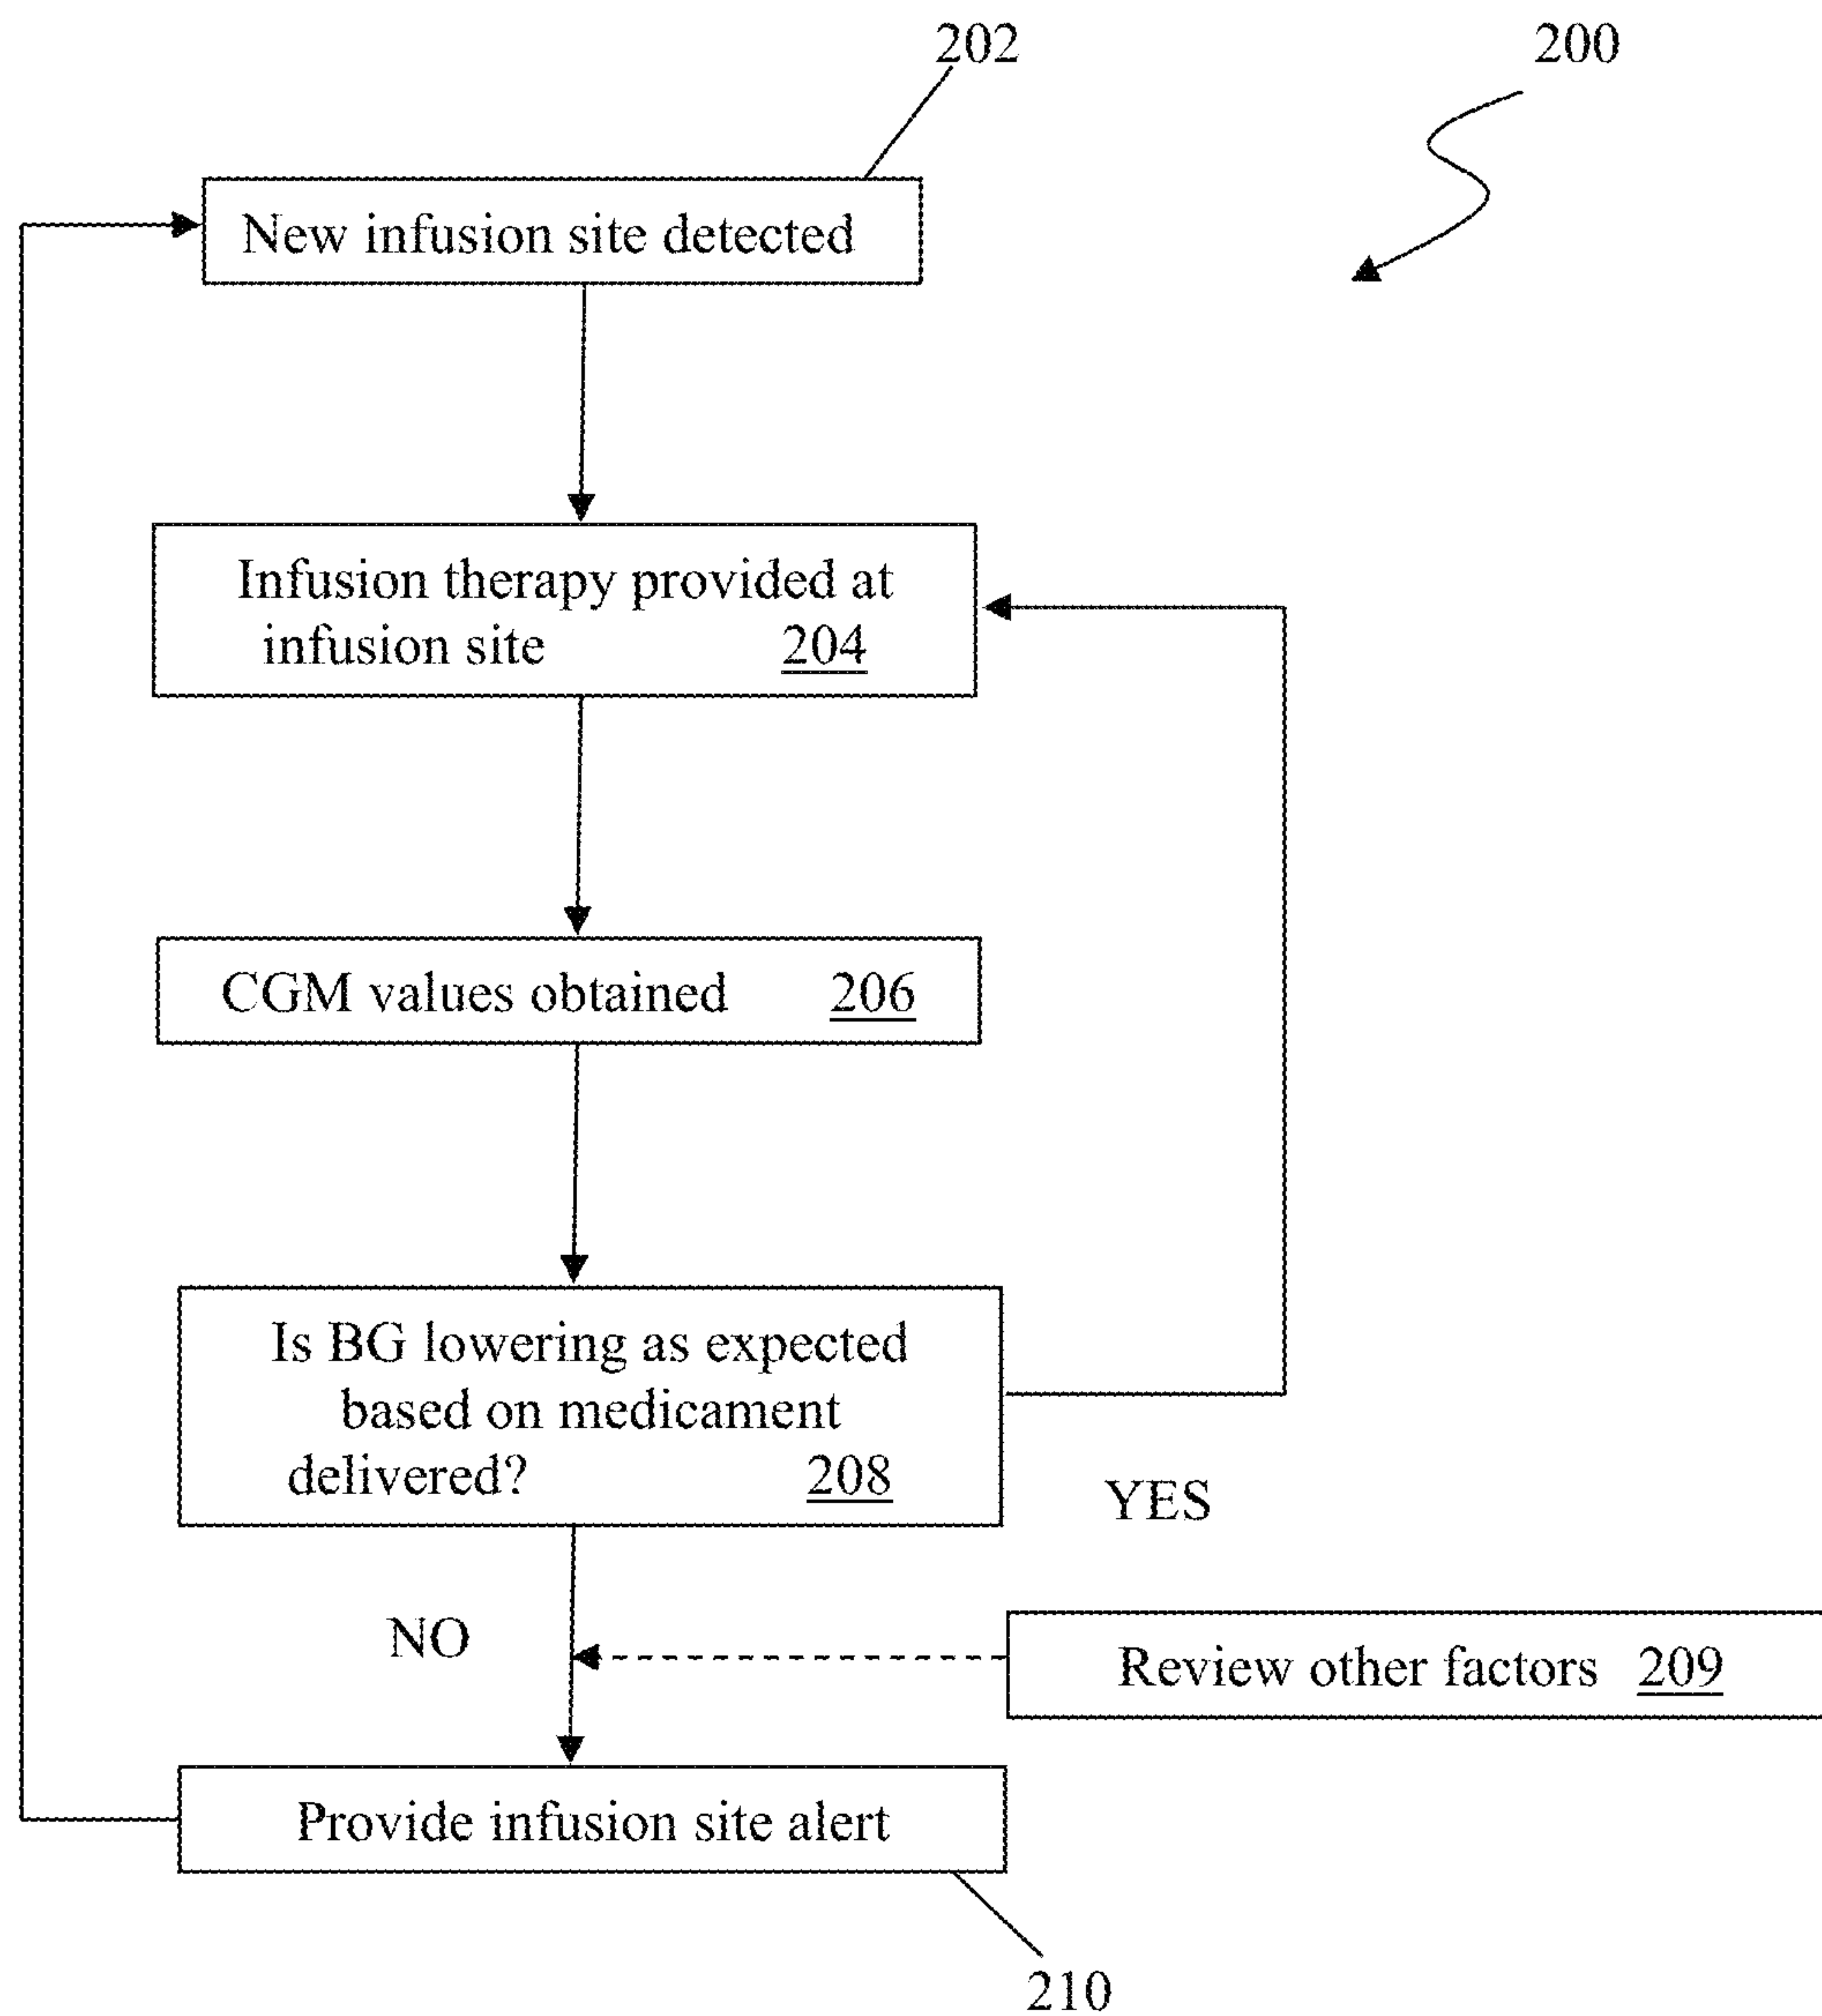 202
200
New infusion site detected
Infusion therapy provided at
infusion site 204
CGM values obtained 206
Is BG lowering as expected
based on medicament
delivered? 208
YES
NO
Review other factors 209
Provide infusion site alert
210